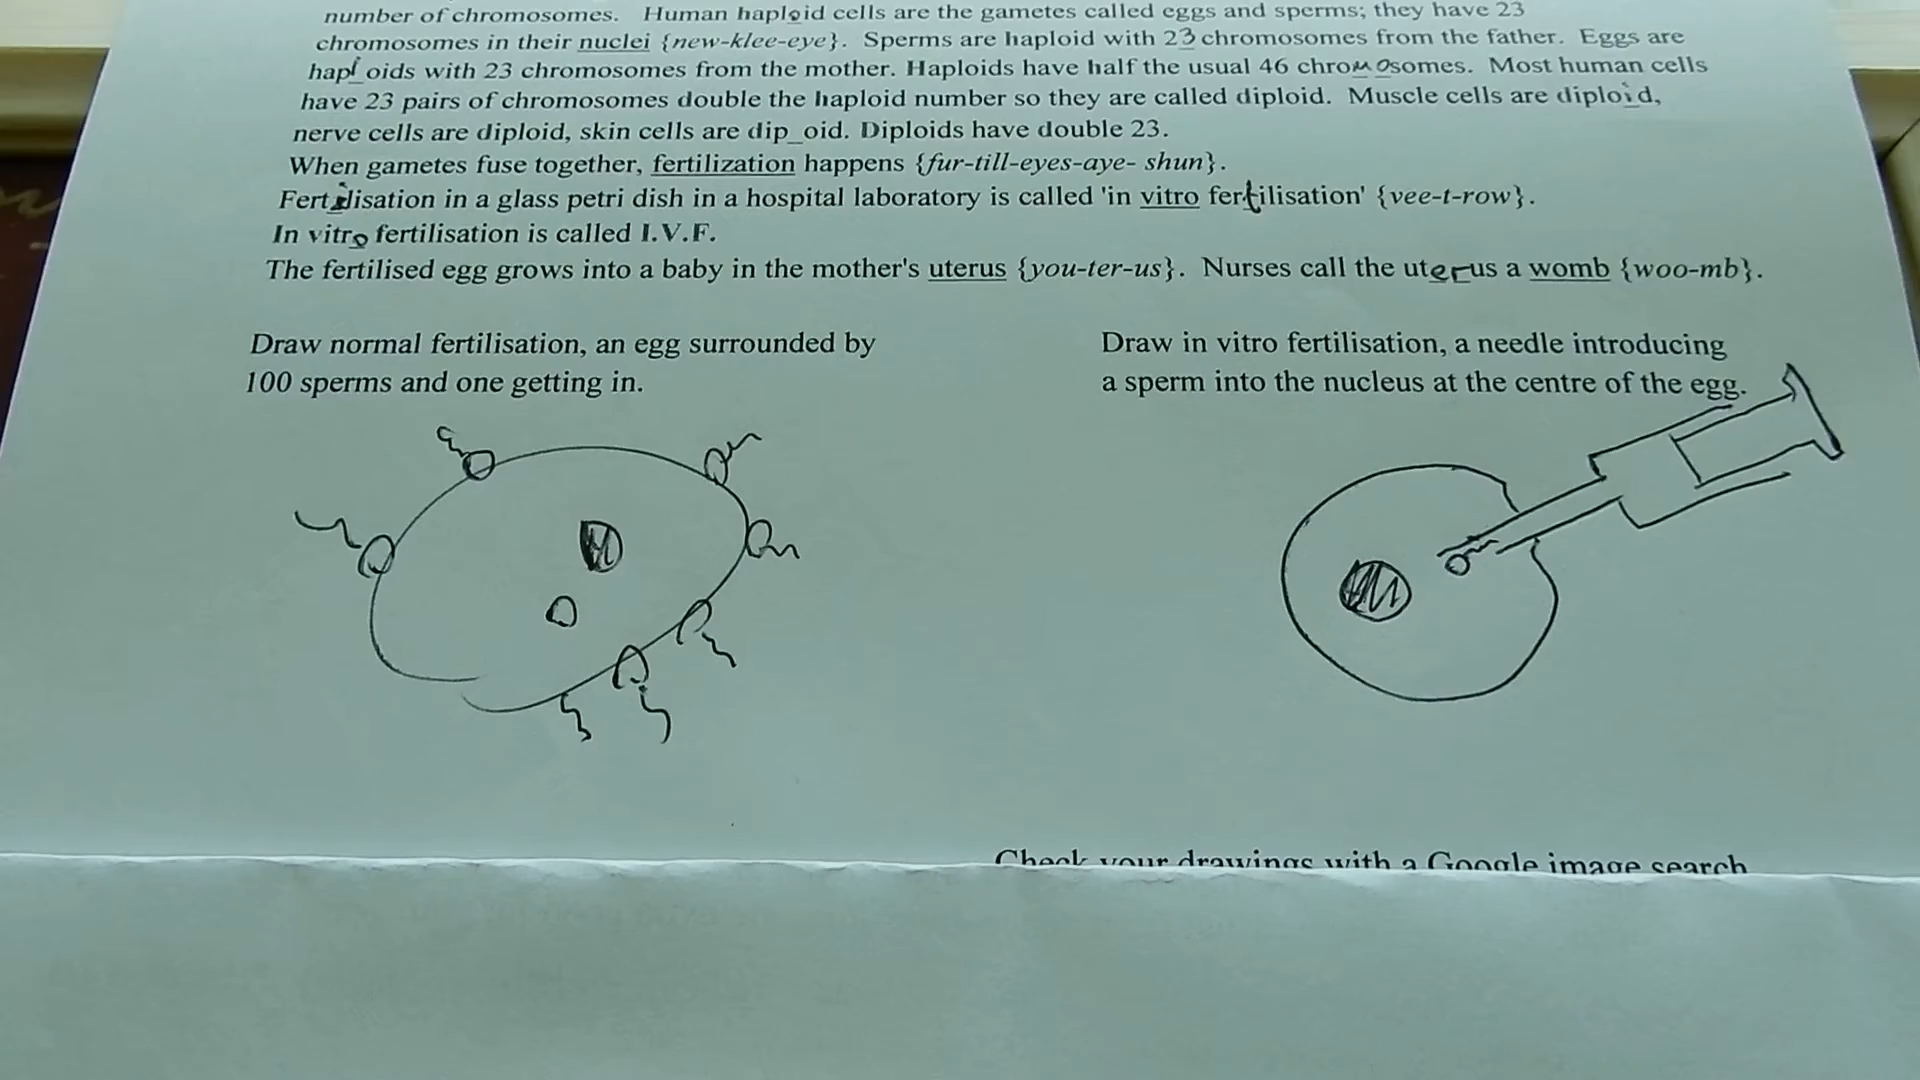 number of chromosomes. Human haploid cells are the gametes called eggs and sperms; they have 23
chromosomes in their nuclei {new-klee-eye}. Sperms are haploid with 23 chromosomes from the father. Eggs are
haploids with 23 chromosomes from the mother. Haploids have half the usual 46 chromosomes. Most human cells
have 23 pairs of chromosomes double the haploid number so they are called diploid. Muscle cells are diploid,
nerve cells are diploid, skin cells are dip_oid. Diploids have double 23.
When gametes fuse together, fertilization happens {fur-till-eyes-aye- shun}.
Fertilisation in a glass petri dish in a hospital laboratory is called 'in vitro fertilisation' {vee-t-row}.
In vitro fertilisation is called I.V.F.
The fertilised egg grows into a baby in the mother's uterus {you-ter-us}. Nurses call the uterus a womb {woo-mb}.
Draw normal fertilisation, an egg surrounded by
100 sperms and one getting in.
Draw in vitro fertilisation, a needle introducing
a sperm into the nucleus at the centre of the egg.
Check your drawings with a Google image search